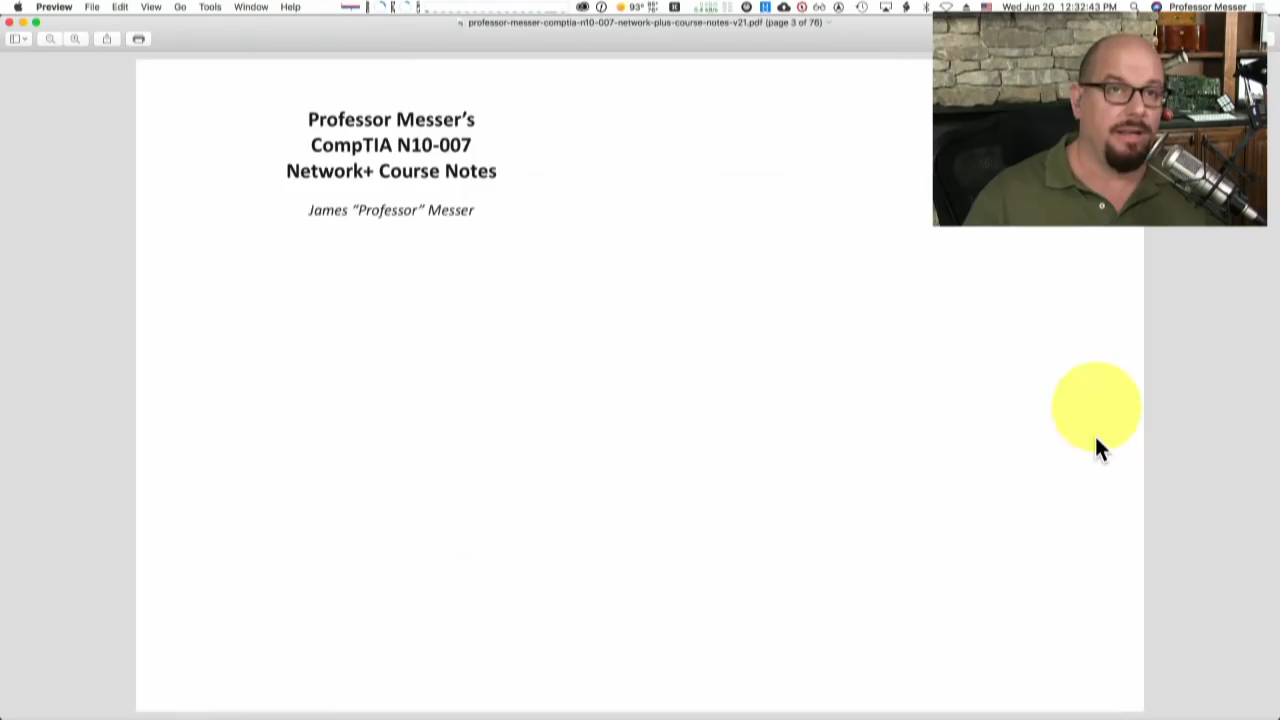 Preview File Edit View Go Tools Window Help
93°
Wed Jun 20 12:32:43 PM Professor Messer
professor-messer-comptia-n10-007-network-plus-course-notes-v21.pdf (page 3 of 76)
Professor Messer's
CompTIA N10-007
Network+ Course Notes
James “Professor” Messer